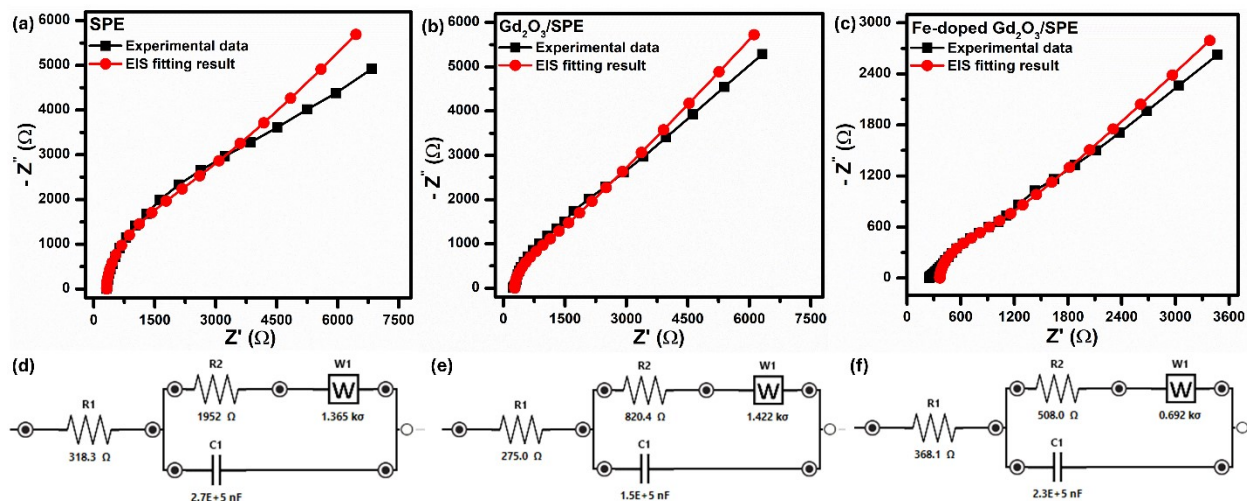 (a) SPE
Experimental data
EIS fitting result
- Z" (Ω)
6000
5000
4000
3000
2000
1000
0
0 1500 3000 4500 6000 7500
Z' (Ω)
(b) Gd₂O₃/SPE
Experimental data
EIS fitting result
- Z" (Ω)
6000
5000
4000
3000
2000
1000
0
0 1500 3000 4500 6000 7500
Z' (Ω)
(c) Fe-doped Gd₂O₃/SPE
Experimental data
EIS fitting result
- Z" (Ω)
3000
2400
1800
1200
600
0
0 600 1200 1800 2400 3000 3600
Z' (Ω)
(d)
R1
318.3 Ω
R2
1952 Ω
W1
W
1.365 kσ
C1
2.7E+5 nF
(e)
R1
275.0 Ω
R2
820.4 Ω
W1
W
1.422 kσ
C1
1.5E+5 nF
(f)
R1
368.1 Ω
R2
508.0 Ω
W1
W
0.692 kσ
C1
2.3E+5 nF